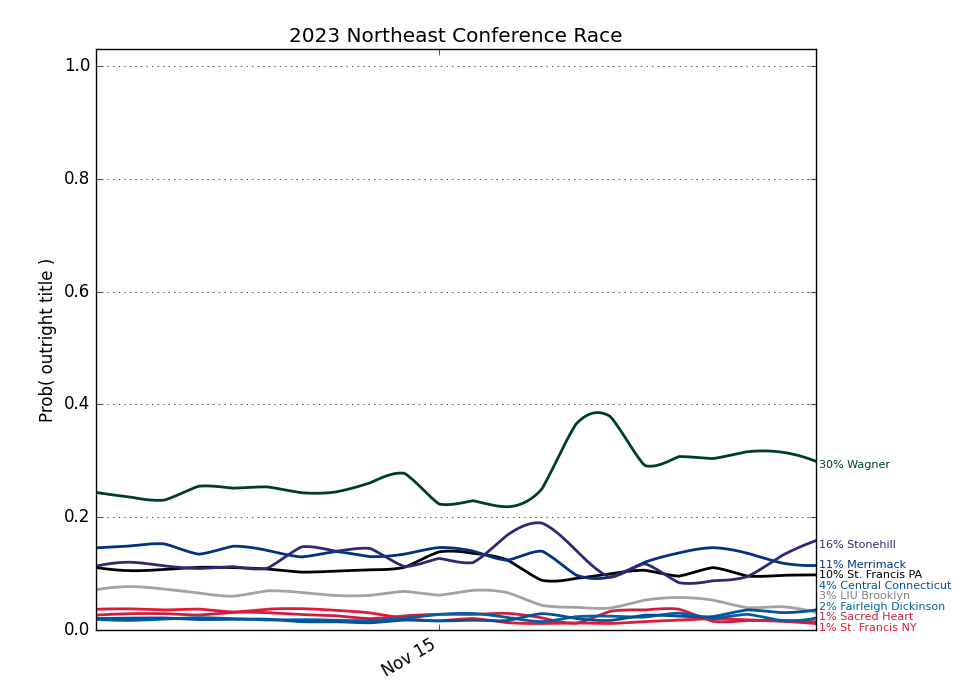 2023 Northeast Conference Race
Prob( outright title )
1.0
0.8
0.6
0.4
0.2
0.0
Nov 15
30% Wagner
16% Stonehill
11% Merrimack
10% St. Francis PA
4% Central Connecticut
3% LIU Brooklyn
2% Fairleigh Dickinson
1% Sacred Heart
1% St. Francis NY